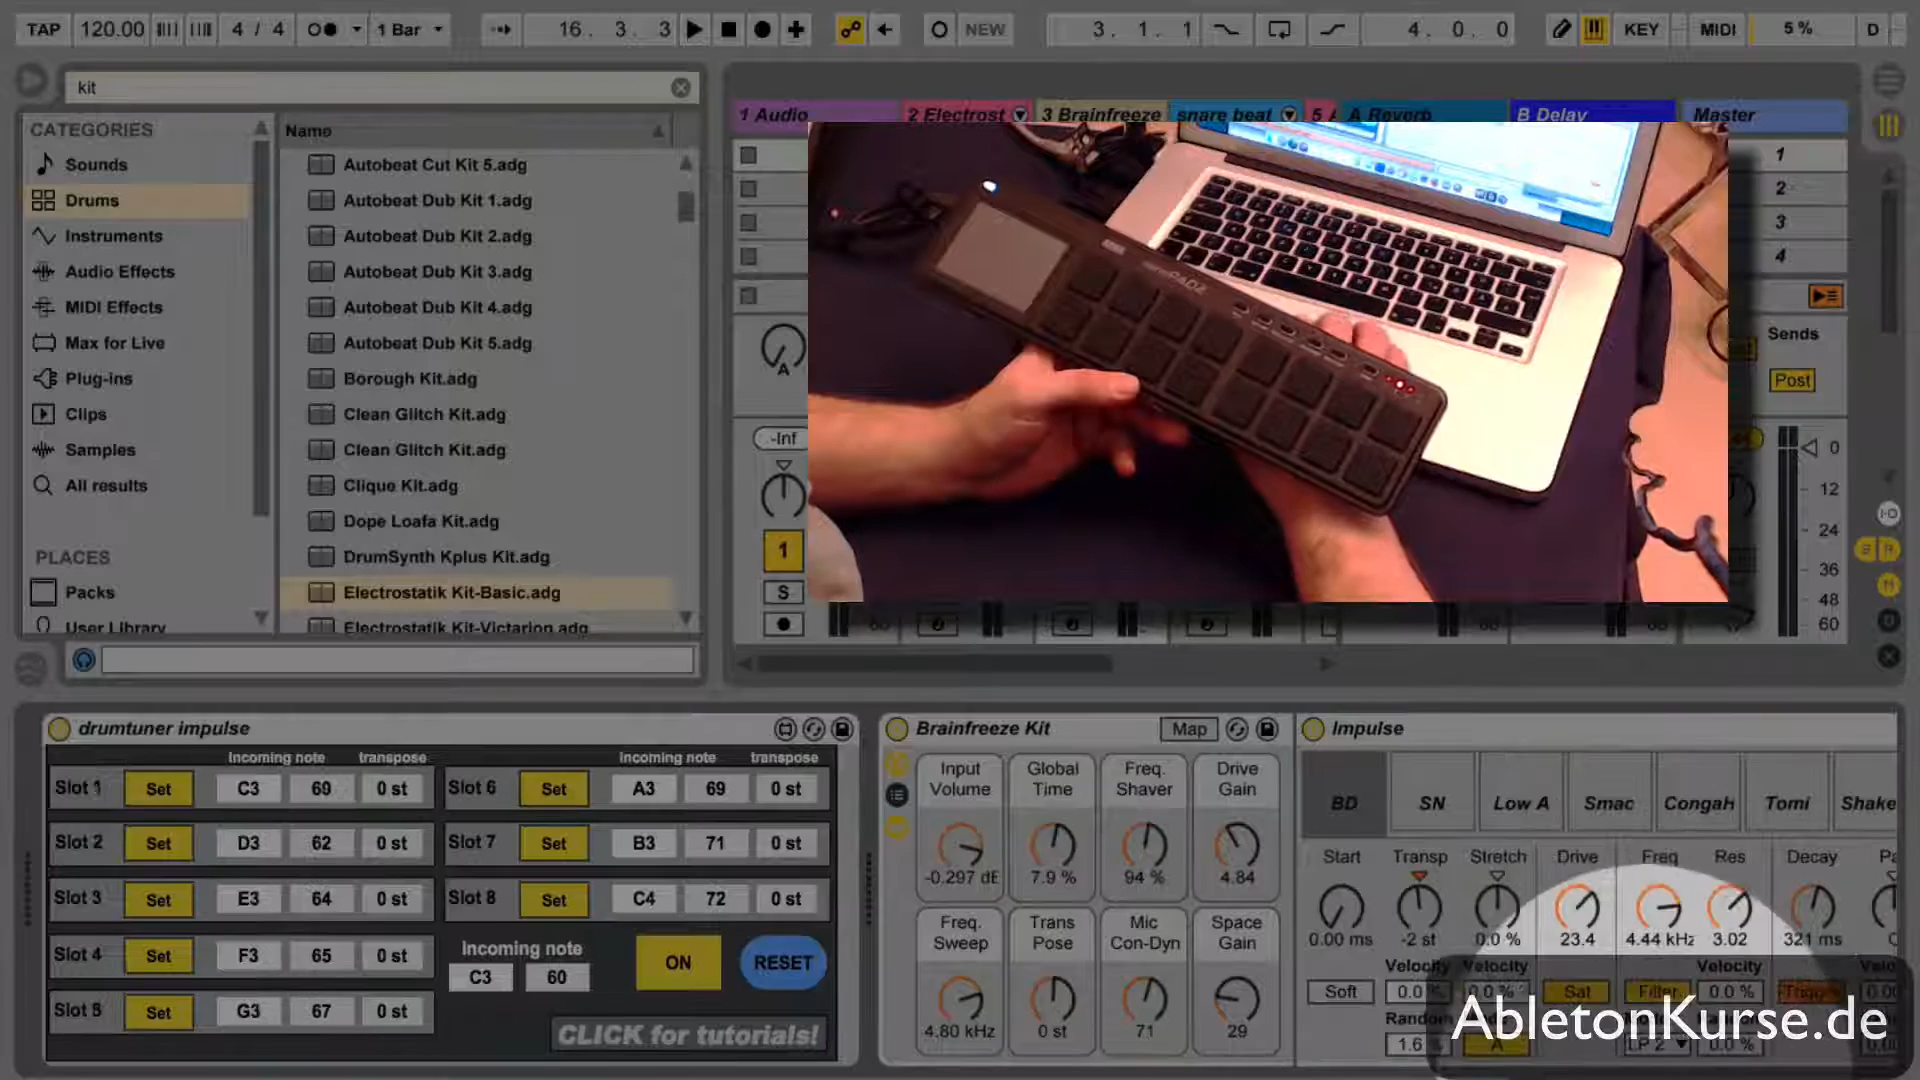 TAP 120.00 4 / 4 1 Bar 16. 3. 3 NEW 3. 1. 1 4. 0. 0 KEY MIDI 5 % D
kit
CATEGORIES
Sounds
Drums
Instruments
Audio Effects
MIDI Effects
Max for Live
Plug-ins
Clips
Samples
All results
PLACES
Packs
User Library
Name
Autobeat Cut Kit 5.adg
Autobeat Dub Kit 1.adg
Autobeat Dub Kit 2.adg
Autobeat Dub Kit 3.adg
Autobeat Dub Kit 4.adg
Autobeat Dub Kit 5.adg
Borough Kit.adg
Clean Glitch Kit.adg
Clean Glitch Kit.adg
Clique Kit.adg
Dope Loafa Kit.adg
DrumSynth Kplus Kit.adg
Electrostatik Kit-Basic.adg
Electrostatik Kit-Victarion.adg
1 Audio 2 Electrost 3 Brainfreeze snare beat 5 A A Reverb B Delay Master
1
2
3
4
Sends
A
Post
-Inf
0
12
24
36
48
60
1
S
drumtuner impulse
Incoming note transpose Incoming note transpose
Slot 1 Set C3 69 0 st Slot 6 Set A3 69 0 st
Slot 2 Set D3 62 0 st Slot 7 Set B3 71 0 st
Slot 3 Set E3 64 0 st Slot 8 Set C4 72 0 st
Slot 4 Set F3 65 0 st
Slot 5 Set G3 67 0 st
Incoming note
C3 60
ON RESET
CLICK for tutorials!
Brainfreeze Kit Map
Input Volume Global Time Freq. Shaver Drive Gain
-0.297 dE 7.9 % 94 % 4.84
Freq. Sweep Trans Pose Mic Con-Dyn Space Gain
4.80 kHz 0 st 71 29
Impulse
BD SN Low A Smac CongaH Tomi Shake
Start Transp Stretch Drive Freq Res Decay Pa
0.00 ms -2 st 0.0 % 23.4 4.44 kHz 3.02 321 ms
Velocity Velocity Velocity
Soft 0.0 % 0.0 % Sat Filter 0.0 % Trigger
Random
1.6 A LP 2 0.0 %
AbletonKurse.de